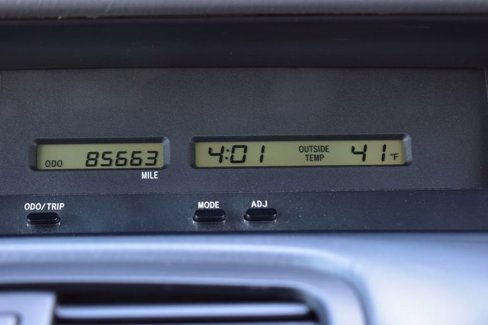 ODO 85663
MILE
4:01 OUTSIDE TEMP 41°F
ODO/TRIP
MODE ADJ